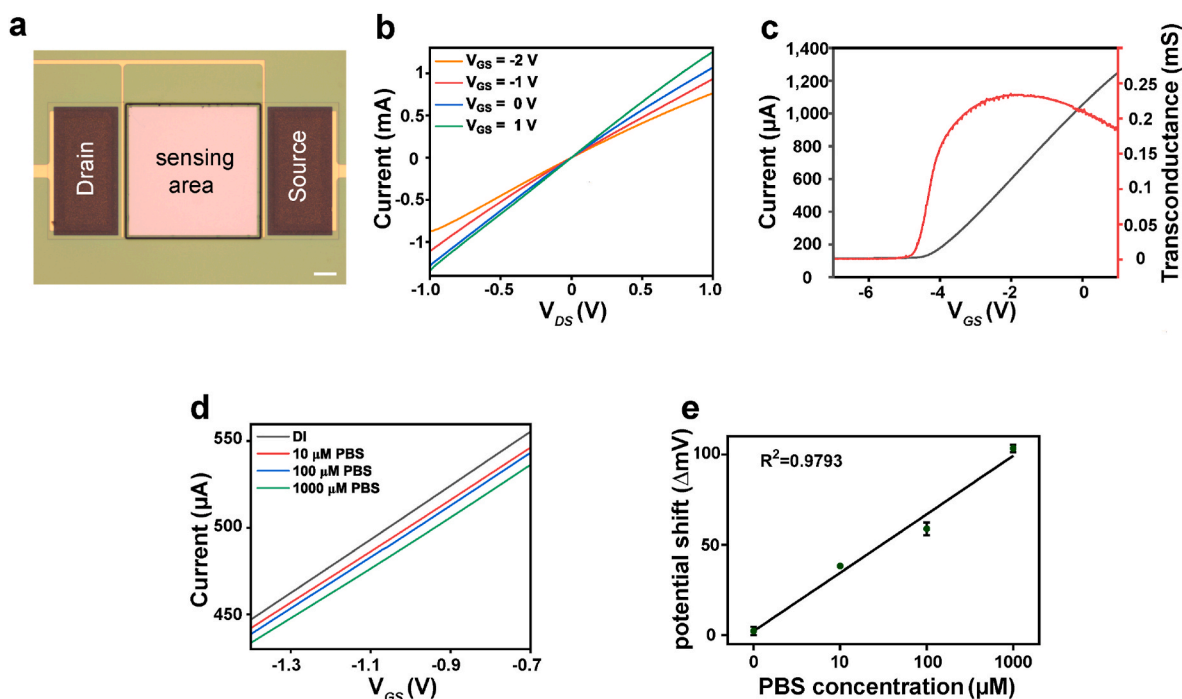 a
Drain
sensing
area
Source
b
Current (mA)
1
0.5
0
-0.5
-1
V_GS = -2 V
V_GS = -1 V
V_GS = 0 V
V_GS = 1 V
-1.0
-0.5
0
0.5
1.0
V_DS (V)
c
Current (µA)
1,400
1,200
1,000
800
600
400
200
0
-6
-4
-2
0
V_GS (V)
0.25
0.2
0.15
0.1
0.05
0
Transconductance (mS)
d
Current (µA)
550
500
450
DI
10 µM PBS
100 µM PBS
1000 µM PBS
-1.3
-1.1
-0.9
-0.7
V_GS (V)
e
potential shift (ΔmV)
100
50
0
R²=0.9793
0
10
100
1000
PBS concentration (µM)